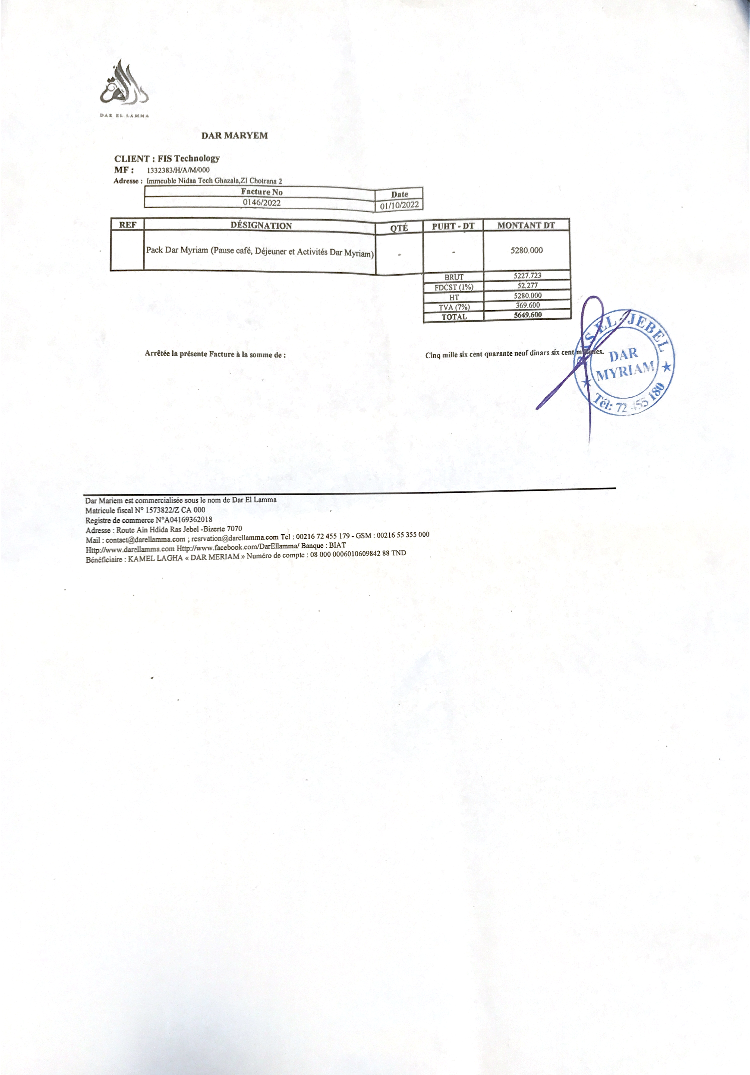 دار اللمة
DAR EL LAMMA
DAR MARYEM
CLIENT : FIS Technology
MF : 1332383/H/A/M/000
Adresse : Immeuble Nidaa Tech Ghazala,ZI Chotrana 2
Facture No Date
0146/2022 01/10/2022
REF DÉSIGNATION QTÉ PUHT - DT MONTANT DT
Pack Dar Myriam (Pause café, Déjeuner et Activités Dar Myriam) - - 5280.000
BRUT 5227.723
FDCST (1%) 52.277
HT 5280.000
TVA (7%) 369.600
TOTAL 5649.600
Arrêtée la présente Facture à la somme de : Cinq mille six cent quarante neuf dinars six cent
RAS EL-JEBEL
DAR
MYRIAM
Tél: 72 455 180
Dar Mariem est commercialisée sous le nom de Dar El Lamma
Matricule fiscal N° 1573822/Z CA 000
Registre de commerce N°A04169362018
Adresse : Route Ain Hdida Ras Jebel -Bizerte 7070
Mail : contact@darellamma.com ; resrvation@darellamma.com Tel : 00216 72 455 179 - GSM : 00216 55 355 000
Http://www.darellamma.com Http://www.facebook.com/DarEllamma/ Banque : BIAT
Bénéficiaire : KAMEL LAGHA « DAR MERIAM » Numéro de compte : 08 000 0006010609842 88 TND